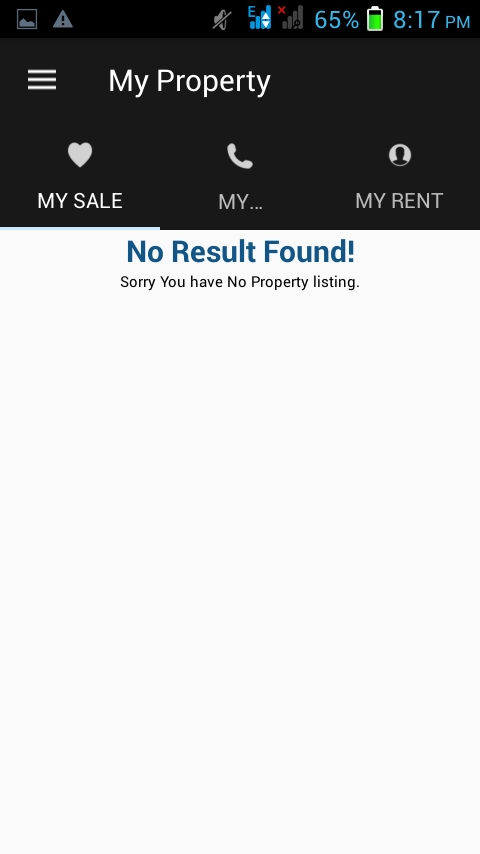 E 65% 8:17 PM
My Property
MY SALE MY... MY RENT
No Result Found!
Sorry You have No Property listing.